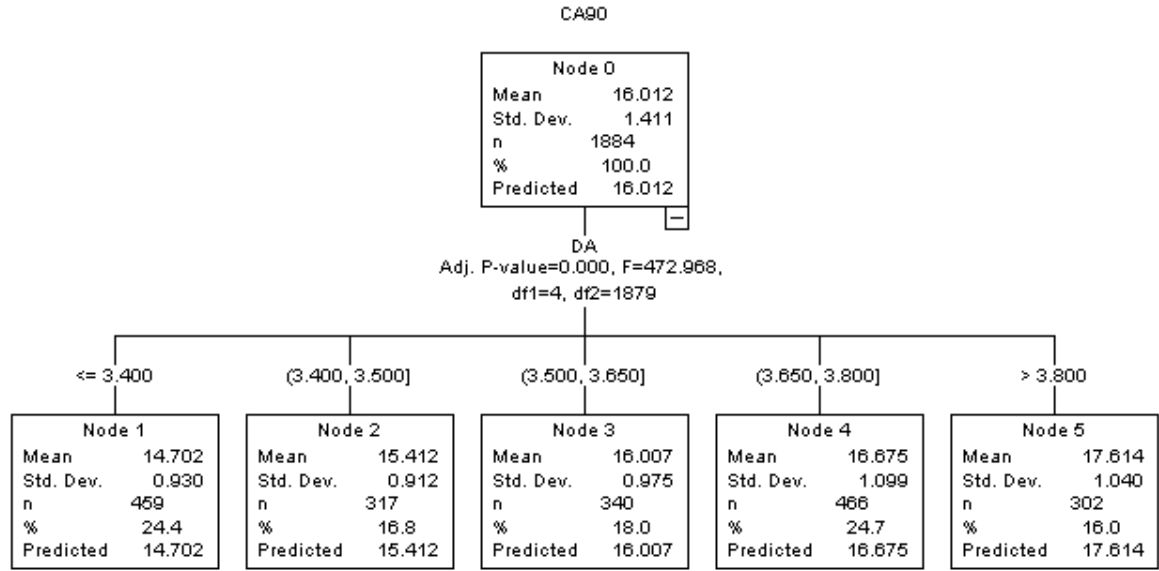 CA90
Node 0
Mean 16.012
Std. Dev. 1.411
n 1884
% 100.0
Predicted 16.012
DA
Adj. P-value=0.000, F=472.968,
df1=4, df2=1879
<= 3.400
(3.400, 3.500]
(3.500, 3.650]
(3.650, 3.800]
> 3.800
Node 1
Mean 14.702
Std. Dev. 0.930
n 459
% 24.4
Predicted 14.702
Node 2
Mean 15.412
Std. Dev. 0.912
n 317
% 16.8
Predicted 15.412
Node 3
Mean 16.007
Std. Dev. 0.975
n 340
% 18.0
Predicted 16.007
Node 4
Mean 16.675
Std. Dev. 1.099
n 466
% 24.7
Predicted 16.675
Node 5
Mean 17.614
Std. Dev. 1.040
n 302
% 16.0
Predicted 17.614